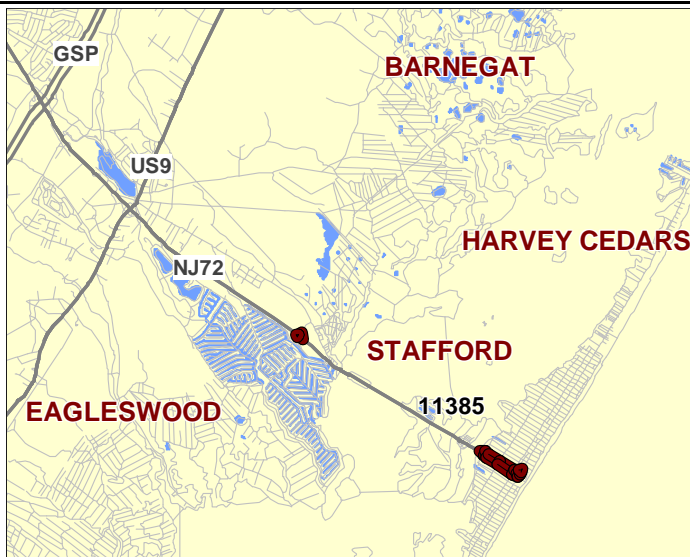 GSP
BARNEGAT
US9
HARVEY CEDARS
NJ72
STAFFORD
11385
EAGLESWOOD